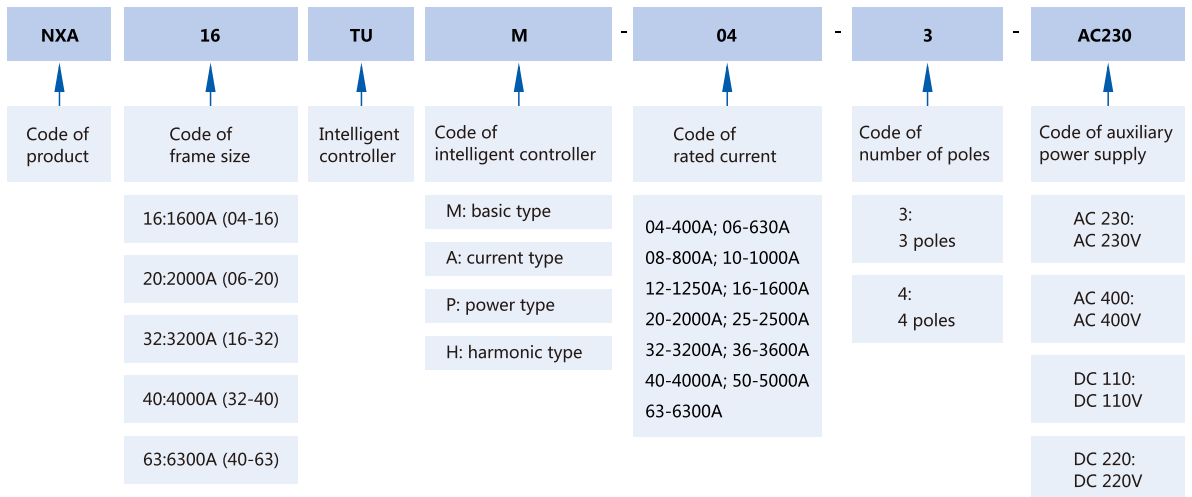 NXA 16 TU M - 04 - 3 - AC230
Code of
product
Code of
frame size
Intelligent
controller
Code of
intelligent controller
Code of
rated current
Code of
number of poles
Code of auxiliary
power supply
16:1600A (04-16)
20:2000A (06-20)
32:3200A (16-32)
40:4000A (32-40)
63:6300A (40-63)
M: basic type
A: current type
P: power type
H: harmonic type
04-400A; 06-630A
08-800A; 10-1000A
12-1250A; 16-1600A
20-2000A; 25-2500A
32-3200A; 36-3600A
40-4000A; 50-5000A
63-6300A
3:
3 poles
4:
4 poles
AC 230:
AC 230V
AC 400:
AC 400V
DC 110:
DC 110V
DC 220:
DC 220V